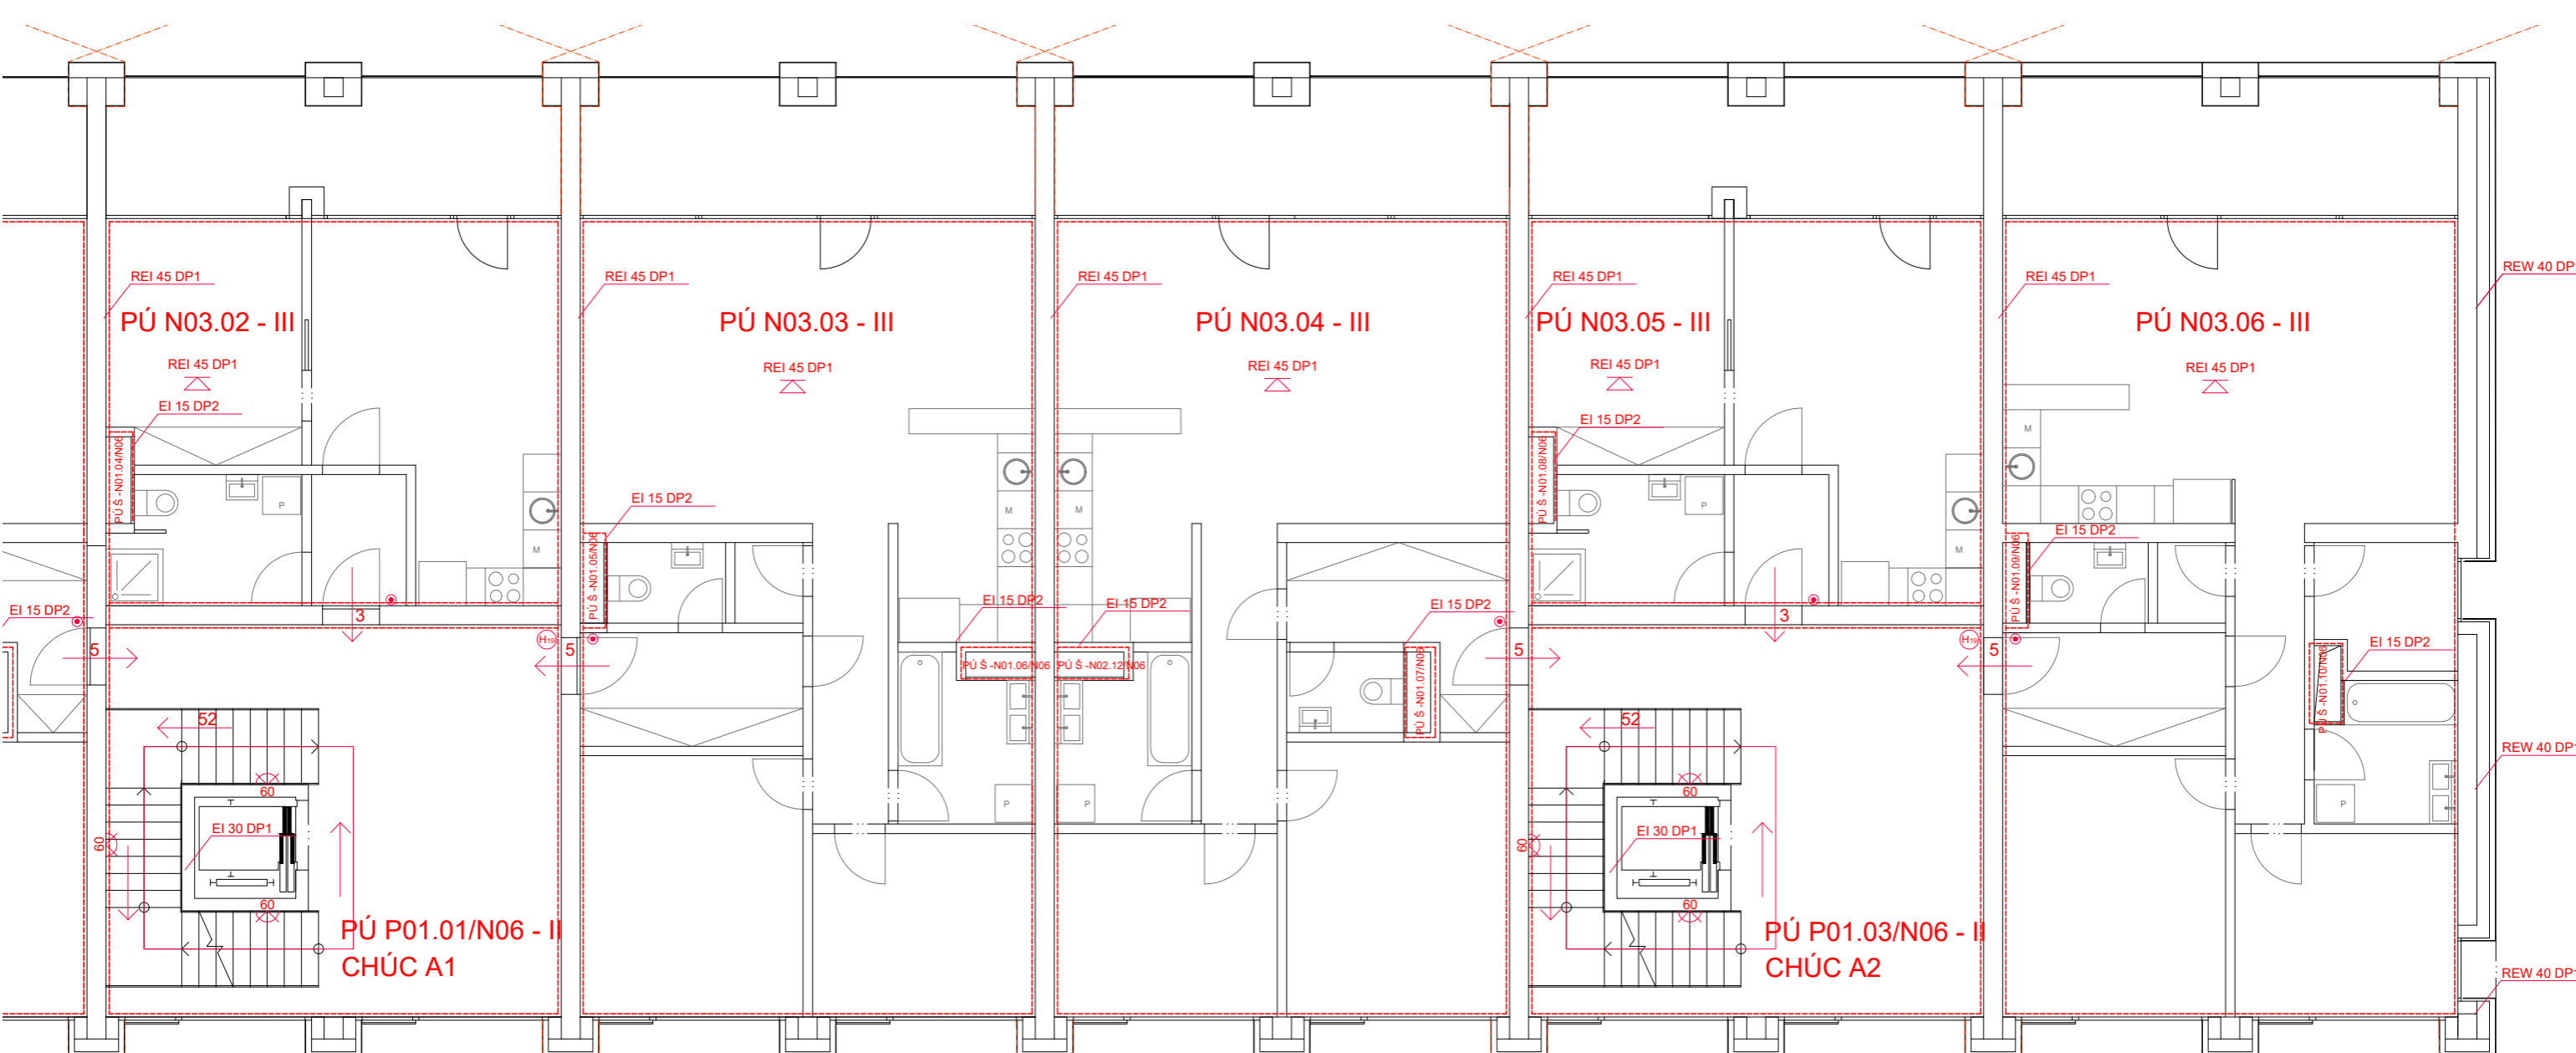 REI 45 DP1
REI 45 DP1
REI 45 DP1
REI 45 DP1
REI 45 DP1
REW 40 DP
PÚ N03.02 - III
PÚ N03.03 - III
PÚ N03.04 - III
PÚ N03.05 - III
PÚ N03.06 - III
REI 45 DP1
REI 45 DP1
REI 45 DP1
REI 45 DP1
REI 45 DP1
EI 15 DP2
EI 15 DP2
M
PÚ Š -N01.04/N06
PÚ Š -N01.08/N06
EI 15 DP2
P
M
M
P
EI 15 DP2
M
M
PÚ Š -N01.05/N06
PÚ Š -N01.09/N06
EI 15 DP2
EI 15 DP2
EI 15 DP2
EI 15 DP2
3
3
H19
H19
5
5
5
5
EI 15 DP2
PÚ Š -N01.06/N06
PÚ Š -N02.12/N06
PÚ Š -N01.07/N06
PÚ Š -N01.10/N06
52
52
REW 40 DP1
60
60
P
P
P
EI 30 DP1
EI 30 DP1
60
60
60
60
PÚ P01.01/N06 - II
CHÚC A1
PÚ P01.03/N06 - II
CHÚC A2
REW 40 DP1